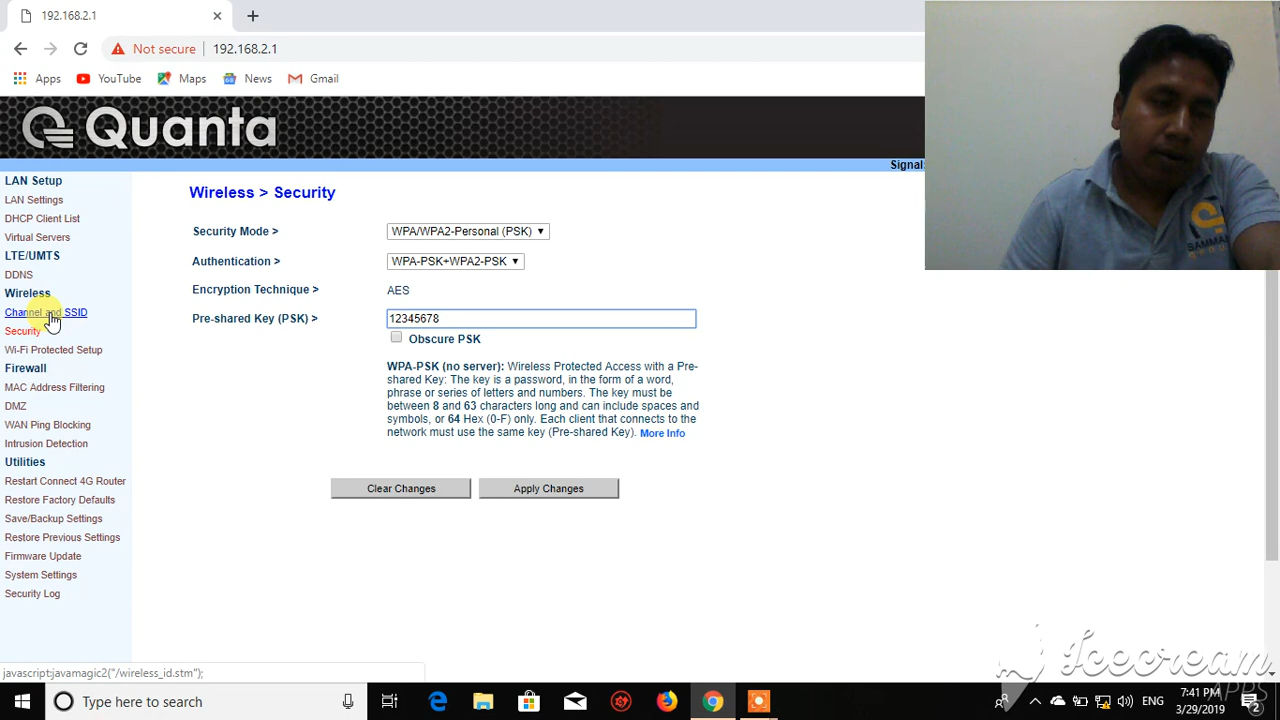 192.168.2.1
Not secure 192.168.2.1
Apps YouTube Maps News Gmail
Quanta
Signal
LAN Setup
LAN Settings
DHCP Client List
Virtual Servers
LTE/UMTS
DDNS
Wireless
Channel and SSID
Security
Wi-Fi Protected Setup
Firewall
MAC Address Filtering
DMZ
WAN Ping Blocking
Intrusion Detection
Utilities
Restart Connect 4G Router
Restore Factory Defaults
Save/Backup Settings
Restore Previous Settings
Firmware Update
System Settings
Security Log
Wireless > Security
Security Mode > WPA/WPA2-Personal (PSK)
Authentication > WPA-PSK+WPA2-PSK
Encryption Technique > AES
Pre-shared Key (PSK) > 12345678
Obscure PSK
WPA-PSK (no server): Wireless Protected Access with a Pre-
shared Key: The key is a password, in the form of a word,
phrase or series of letters and numbers. The key must be
between 8 and 63 characters long and can include spaces and
symbols, or 64 Hex (0-F) only. Each client that connects to the
network must use the same key (Pre-shared Key). More Info
Clear Changes Apply Changes
SAMMA
javascript:javamagic2("/wireless_id.stm");
Icecream
APPS
Type here to search
ENG
7:41 PM
3/29/2019
2